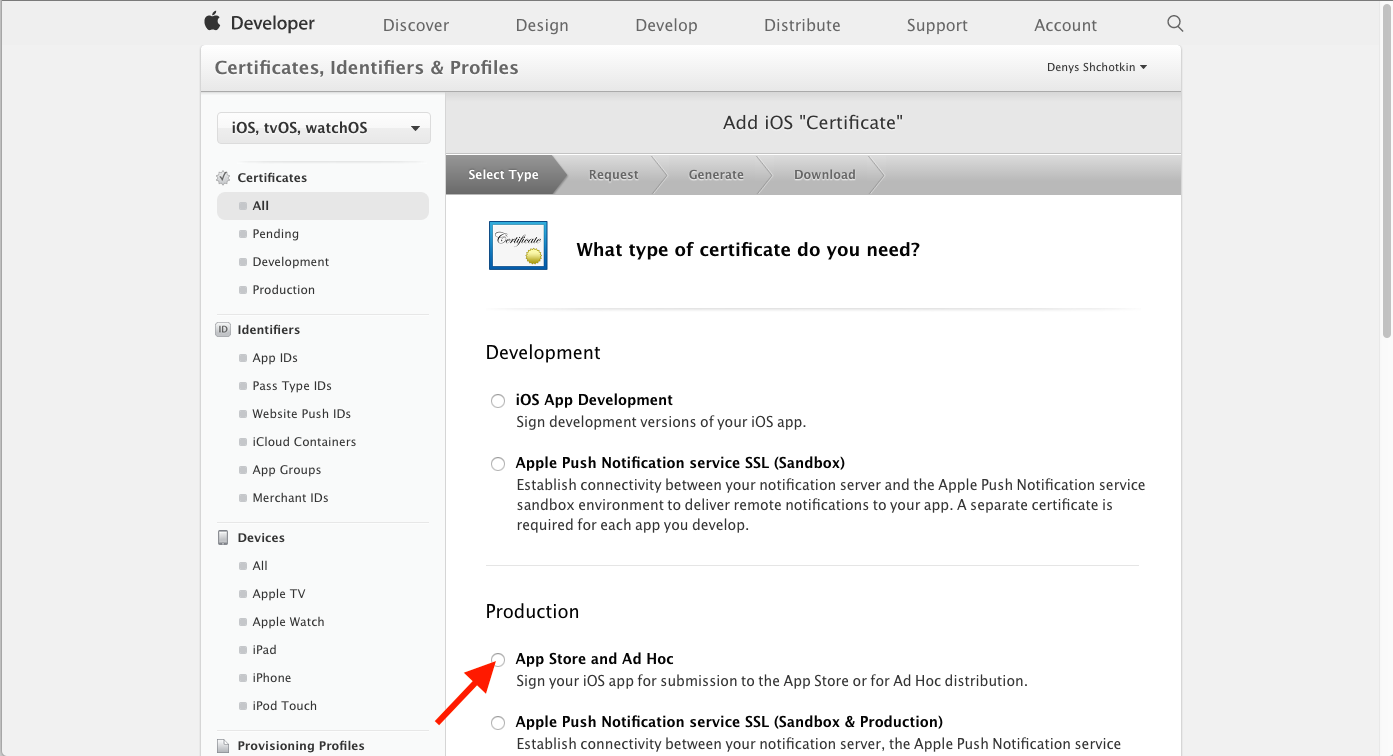 Developer
Discover
Design
Develop
Distribute
Support
Account
Certificates, Identifiers & Profiles
Denys Shchotkin
iOS, tvOS, watchOS
Certificates
All
Pending
Development
Production
ID
Identifiers
App IDs
Pass Type IDs
Website Push IDs
iCloud Containers
App Groups
Merchant IDs
Devices
All
Apple TV
Apple Watch
iPad
iPhone
iPod Touch
Provisioning Profiles
Add iOS "Certificate"
Select Type
Request
Generate
Download
Certificate
What type of certificate do you need?
Development
iOS App Development
Sign development versions of your iOS app.
Apple Push Notification service SSL (Sandbox)
Establish connectivity between your notification server and the Apple Push Notification service
sandbox environment to deliver remote notifications to your app. A separate certificate is
required for each app you develop.
Production
App Store and Ad Hoc
Sign your iOS app for submission to the App Store or for Ad Hoc distribution.
Apple Push Notification service SSL (Sandbox & Production)
Establish connectivity between your notification server, the Apple Push Notification service